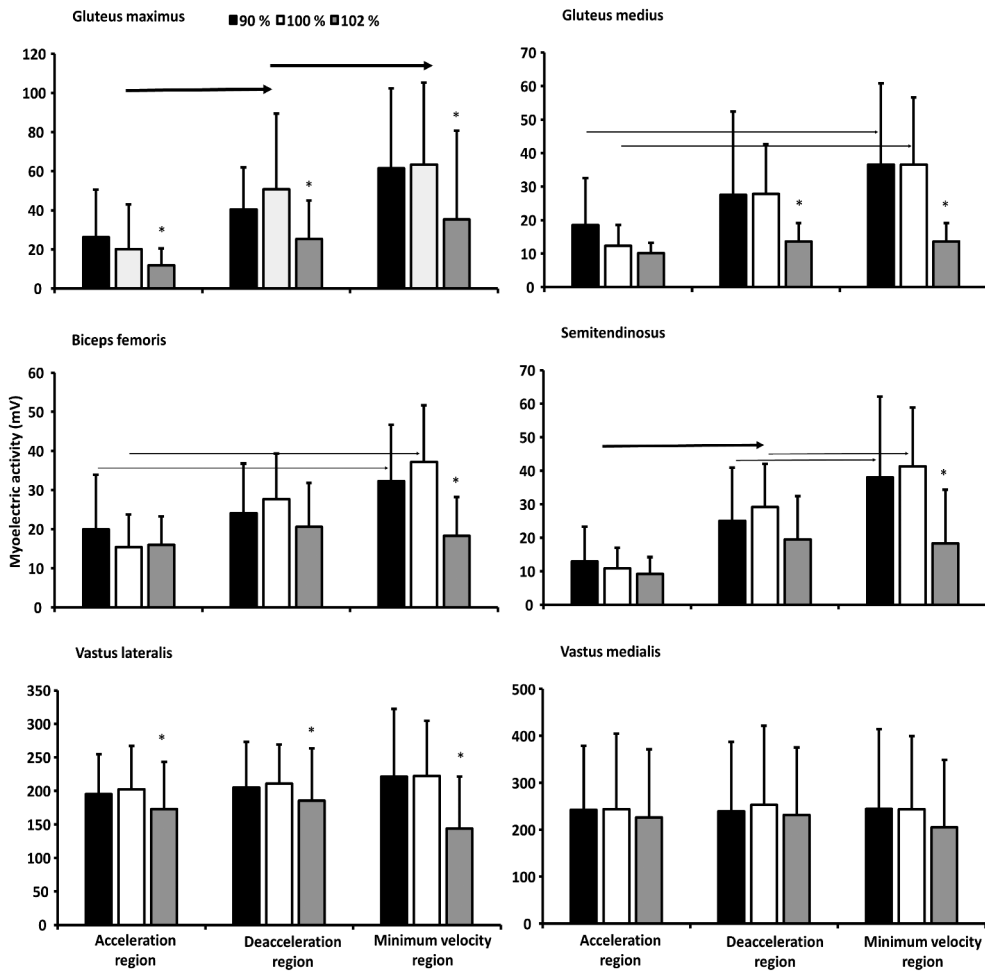 Gluteus maximus
90 % 100 % 102 %
120
100
80
60
40
20
0
*
*
*
Gluteus medius
70
60
50
40
30
20
10
0
*
*
Myoelectric activity (mV)
Biceps femoris
60
50
40
30
20
10
0
*
Semitendinosus
70
60
50
40
30
20
10
0
*
Vastus lateralis
350
300
250
200
150
100
50
0
*
*
*
Acceleration
region
Deacceleration
region
Minimum velocity
region
Vastus medialis
500
400
300
200
100
0
Acceleration
region
Deacceleration
region
Minimum velocity
region